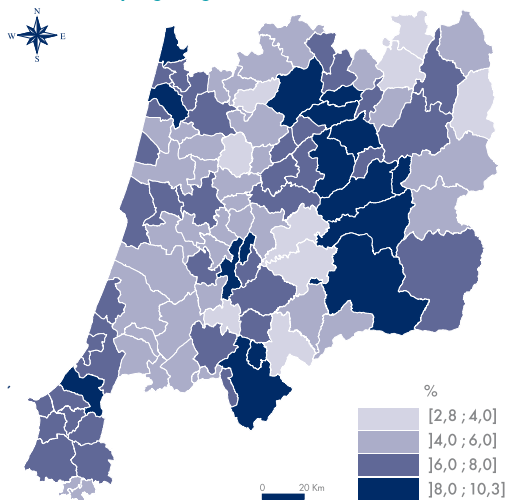 N
W E
S
%
[2,8 ; 4,0]
]4,0 ; 6,0]
]6,0 ; 8,0]
]8,0 ; 10,3]
0 20 Km